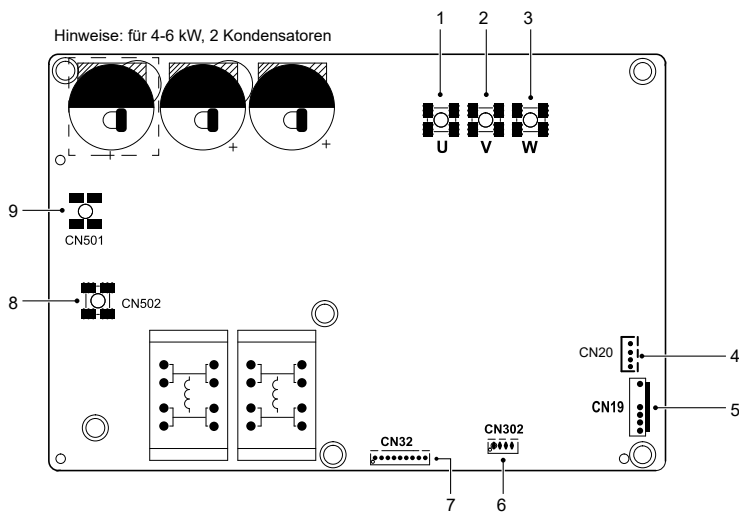 1 2 3
Hinweise: für 4-6 kW, 2 Kondensatoren
+ + +
U V W
9
CN501
8
CN502
CN20
4
CN19
5
CN32
CN302
7
6